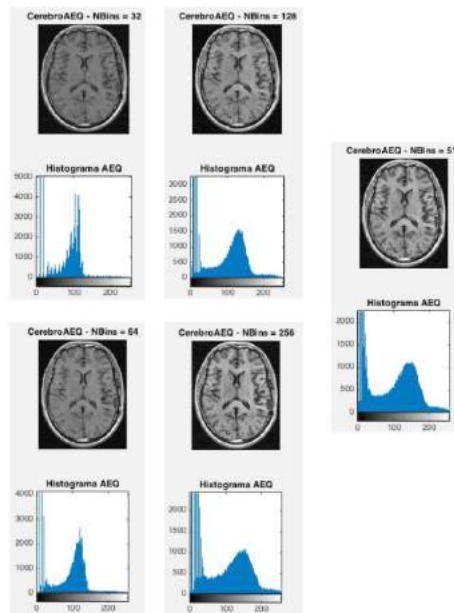 CerebroAEQ - NBins = 32
Histograma AEQ
5000
4000
3000
2000
1000
0
0 100 200
CerebroAEQ - NBins = 128
Histograma AEQ
3000
2500
2000
1500
1000
500
0
0 100 200
CerebroAEQ - NBins = 64
Histograma AEQ
4000
3000
2000
1000
0
0 100 200
CerebroAEQ - NBins = 256
Histograma AEQ
2000
1500
1000
500
0
0 100 200
CerebroAEQ - NBins = 51
Histograma AEQ
2000
1500
1000
500
0
0 100 200